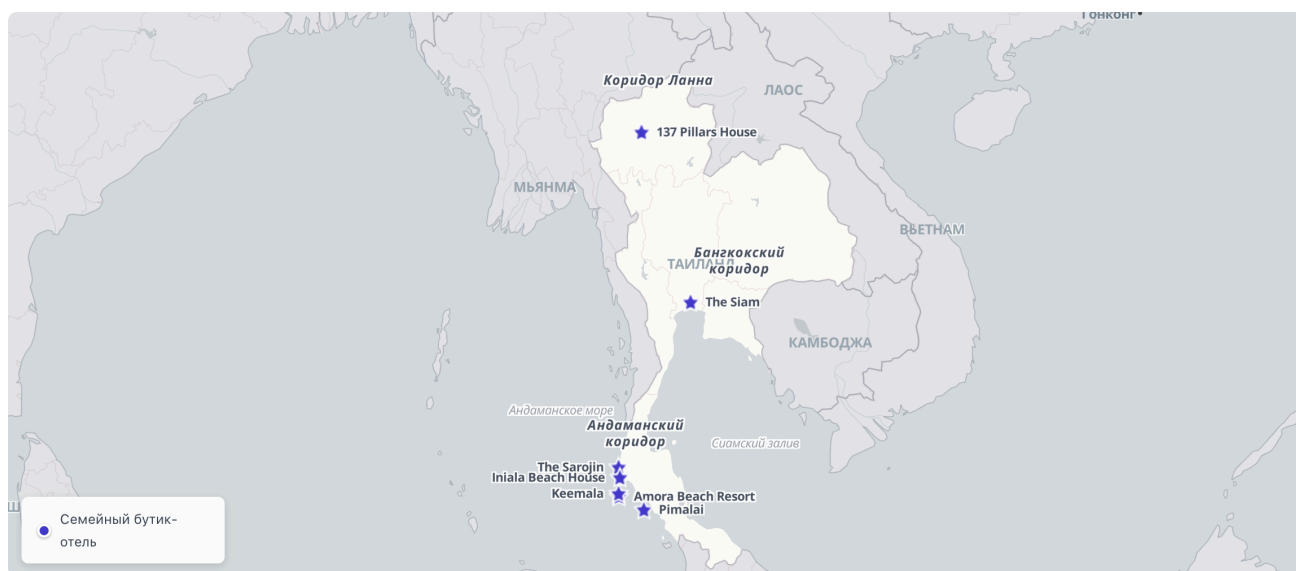 Гонконг
Коридор Ланна
ЛАОС
137 Pillars House
МЬЯНМА
ВЬЕТНАМ
Бангкокский
коридор
ТАИЛАНД
The Siam
КАМБОДЖА
Андаманское море
Андаманский
коридор
Сиамский залив
The Sarojin
Iniala Beach House
Keemala
Amora Beach Resort
Pimalai
Семейный бутик-
отель